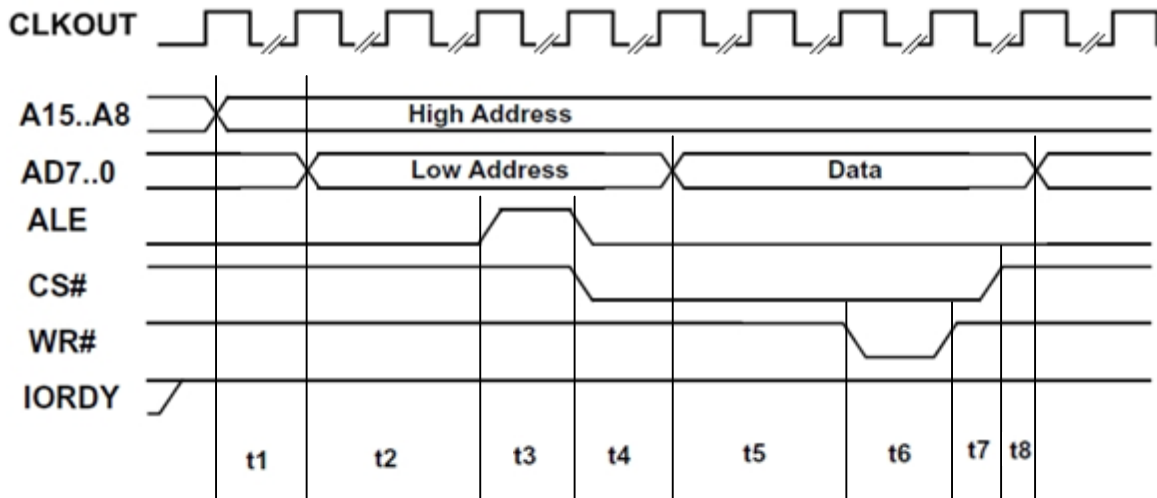 CLKOUT
A15..A8
High Address
AD7..0
Low Address
Data
ALE
CS#
WR#
IORDY
t1
t2
t3
t4
t5
t6
t7
t8